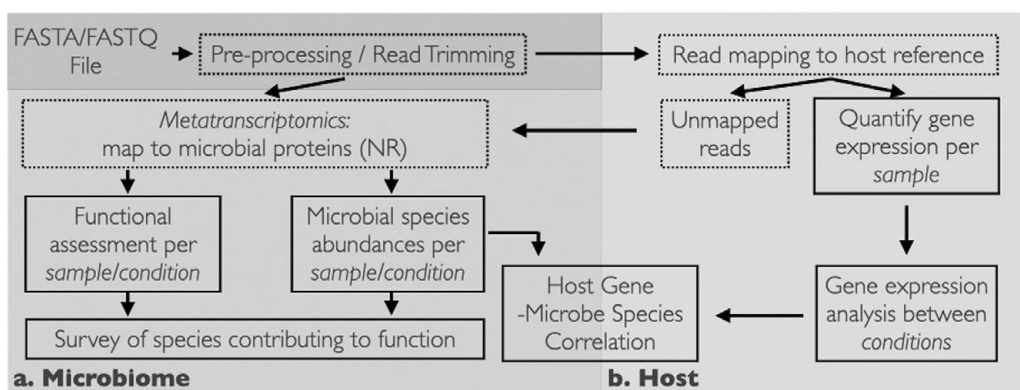 FASTA/FASTQ
File
Pre-processing / Read Trimming
Read mapping to host reference
Metatranscriptomics:
map to microbial proteins (NR)
Unmapped
reads
Quantify gene
expression per
sample
Functional
assessment per
sample/condition
Microbial species
abundances per
sample/condition
Host Gene
-Microbe Species
Correlation
Gene expression
analysis between
conditions
Survey of species contributing to function
a. Microbiome
b. Host